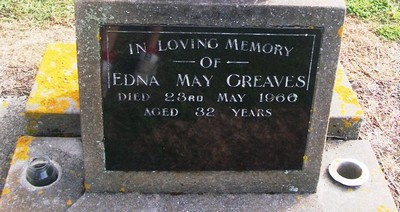 IN LOVING MEMORY
OF
EDNA MAY GREAVES
DIED 23RD MAY 1966
AGED 32 YEARS